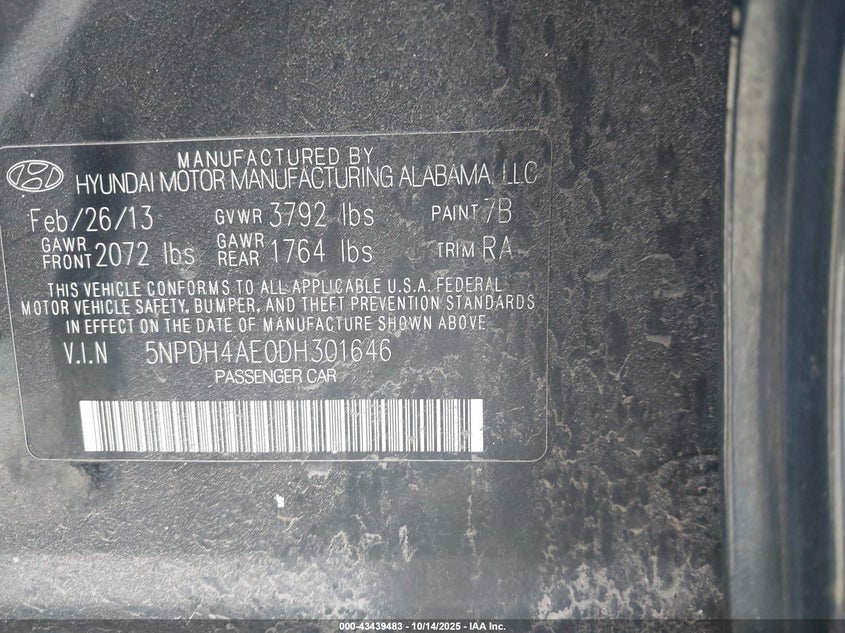 MANUFACTURED BY
HYUNDAI MOTOR MANUFACTURING ALABAMA, LLC
Feb/26/13 GVWR 3792 lbs PAINT 7B
GAWR FRONT 2072 lbs GAWR REAR 1764 lbs TRIM RA
THIS VEHICLE CONFORMS TO ALL APPLICABLE U.S.A. FEDERAL
MOTOR VEHICLE SAFETY, BUMPER, AND THEFT PREVENTION STANDARDS
IN EFFECT ON THE DATE OF MANUFACTURE SHOWN ABOVE
V.I.N 5NPDH4AE0DH301646
PASSENGER CAR
000-43439483 - 10/14/2025 - IAA Inc.